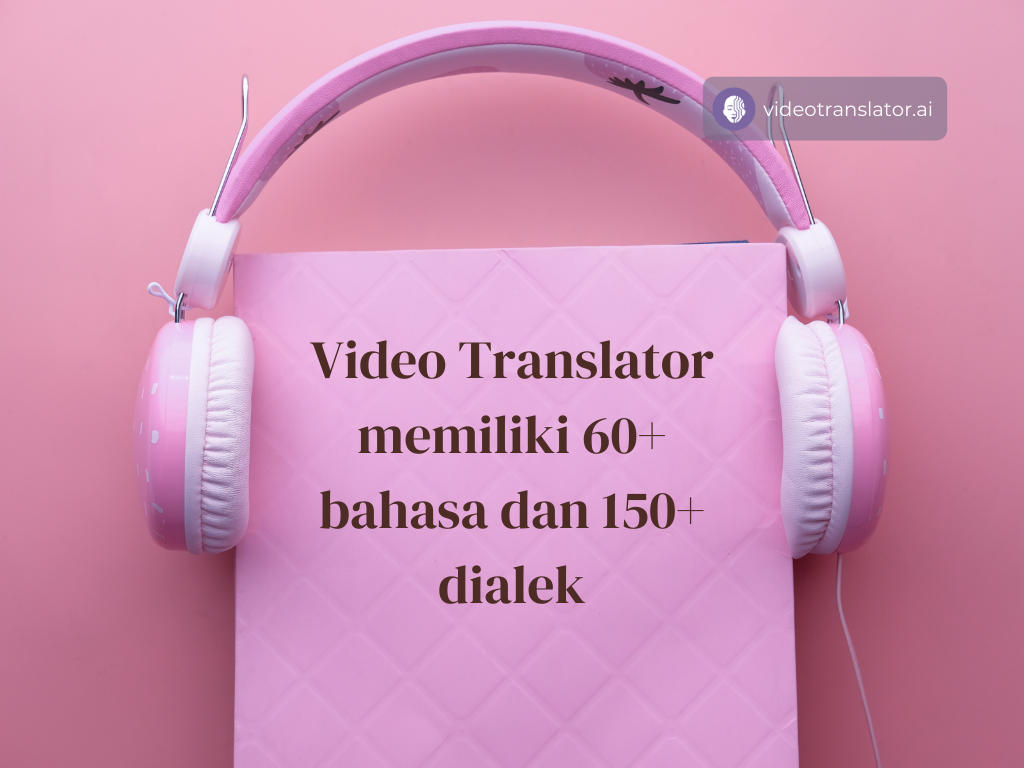 videotranslator.ai
Video Translator
memiliki 60+
bahasa dan 150+
dialek